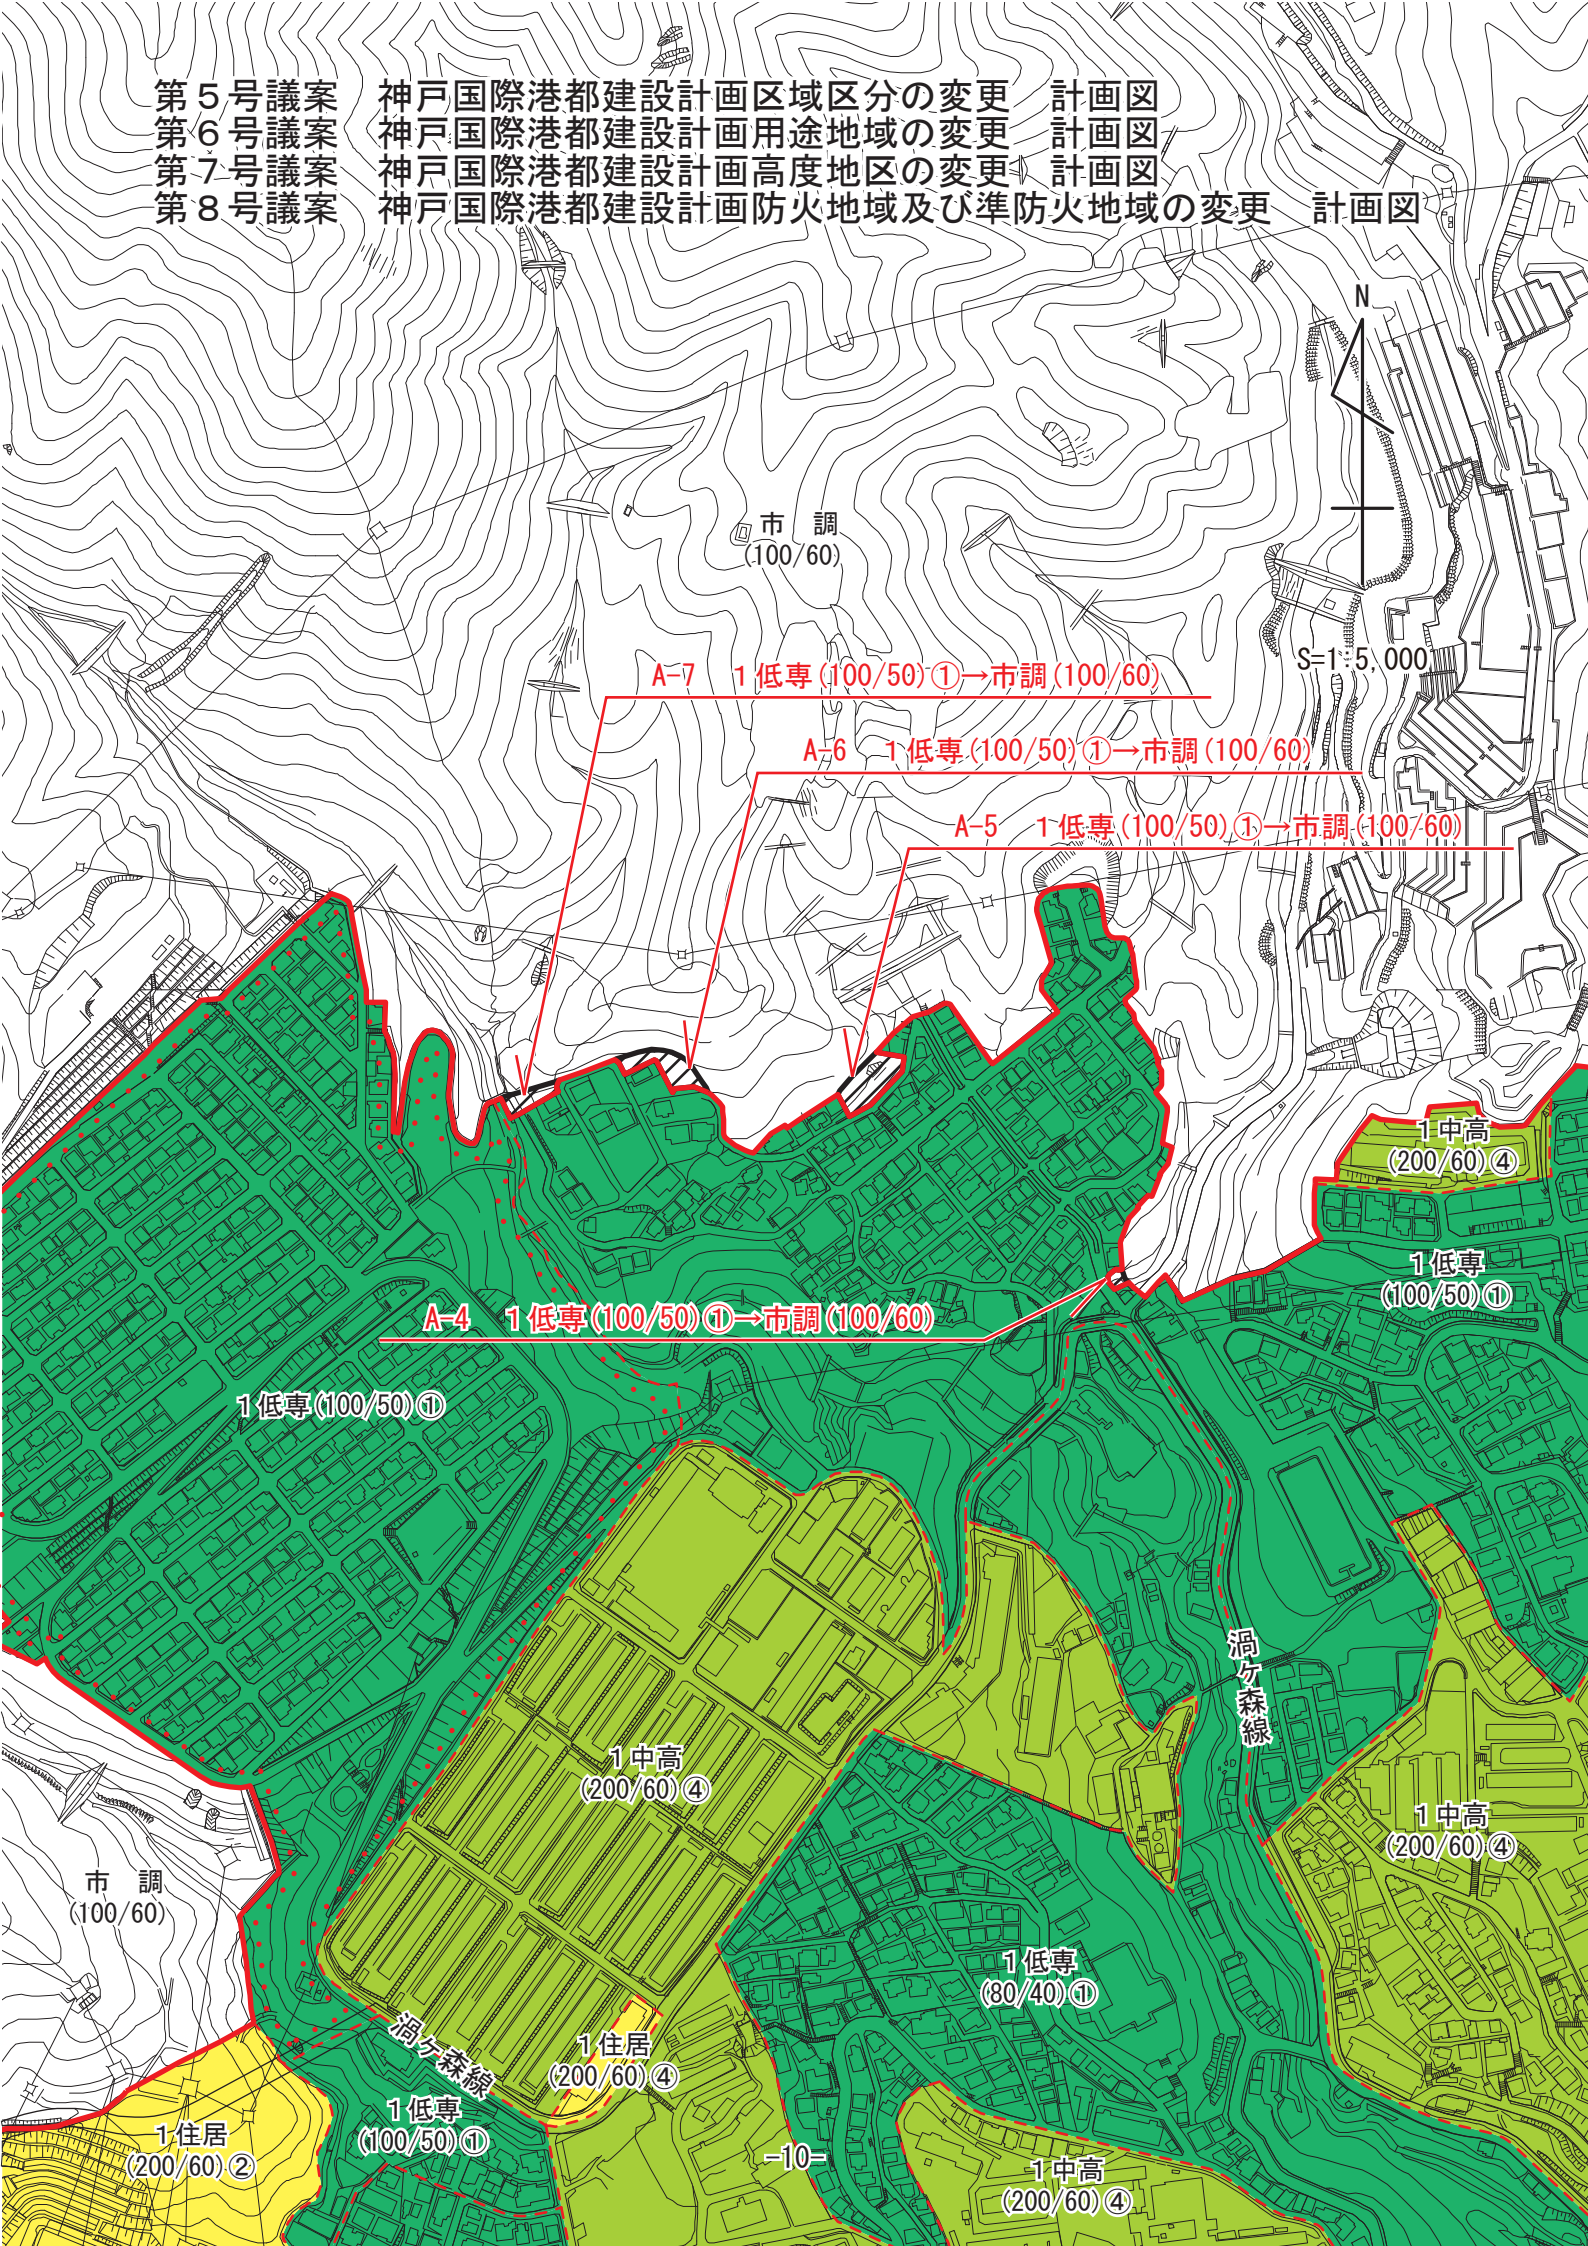 第５号議案　神戸国際港都建設計画区域区分の変更　計画図
第６号議案　神戸国際港都建設計画用途地域の変更　計画図
第７号議案　神戸国際港都建設計画高度地区の変更　計画図
第８号議案　神戸国際港都建設計画防火地域及び準防火地域の変更　計画図
N
S=1:5,000
市　調
(100/60)
A-7　１低専(100/50)①→市調(100/60)
A-6　１低専(100/50)①→市調(100/60)
A-5　１低専(100/50)①→市調(100/60)
１中高
(200/60)④
１低専
(100/50)①
A-4　１低専(100/50)①→市調(100/60)
１低専(100/50)①
渦ケ森線
１中高
(200/60)④
１中高
(200/60)④
市　調
(100/60)
１低専
(80/40)①
渦ケ森線
１住居
(200/60)④
１低専
(100/50)①
１住居
(200/60)②
-10-
１中高
(200/60)④